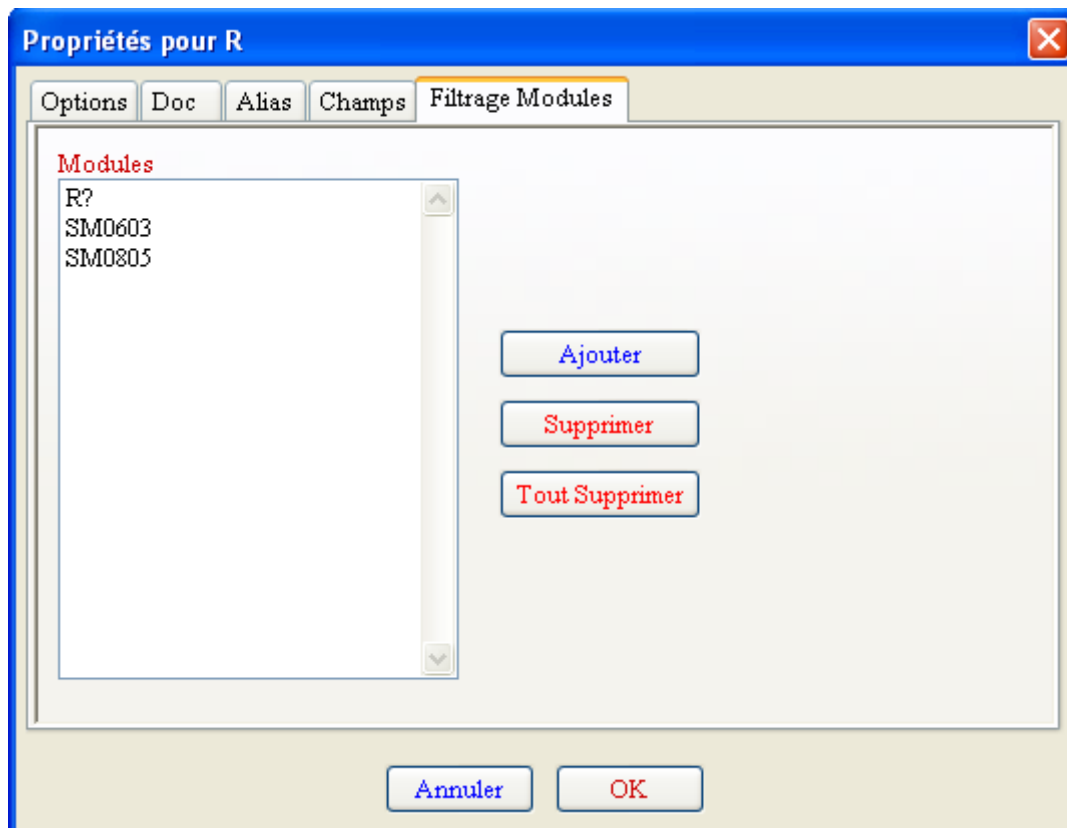 Propriétés pour R
Options Doc Alias Champs Filtrage Modules
Modules
R?
SM0603
SM0805
Ajouter
Supprimer
Tout Supprimer
Annuler OK